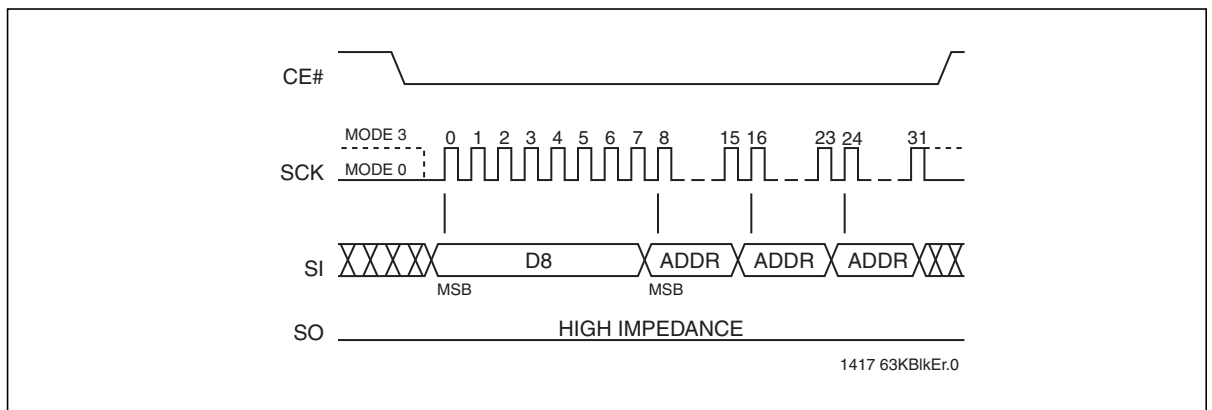 CE#
MODE 3
0 1 2 3 4 5 6 7 8 15 16 23 24 31
SCK
MODE 0
SI
D8 ADDR ADDR ADDR
MSB MSB
SO
HIGH IMPEDANCE
1417 63KBlkEr.0